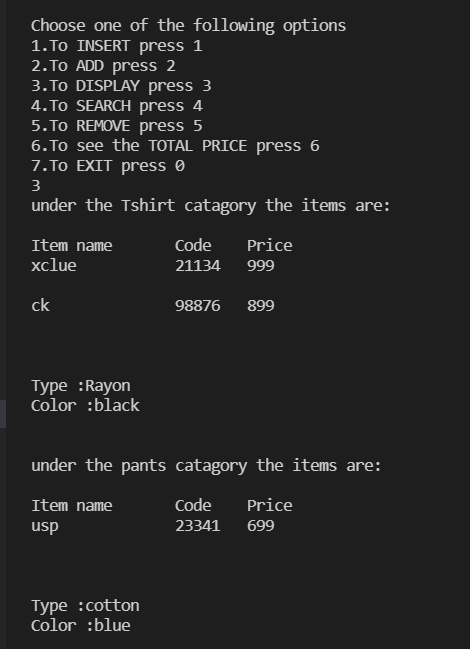 Choose one of the following options
1.To INSERT press 1
2.To ADD press 2
3.To DISPLAY press 3
4.To SEARCH press 4
5.To REMOVE press 5
6.To see the TOTAL PRICE press 6
7.To EXIT press 0
3
under the Tshirt catagory the items are:
Item name Code Price
xclue 21134 999
ck 98876 899
Type :Rayon
Color :black
under the pants catagory the items are:
Item name Code Price
usp 23341 699
Type :cotton
Color :blue